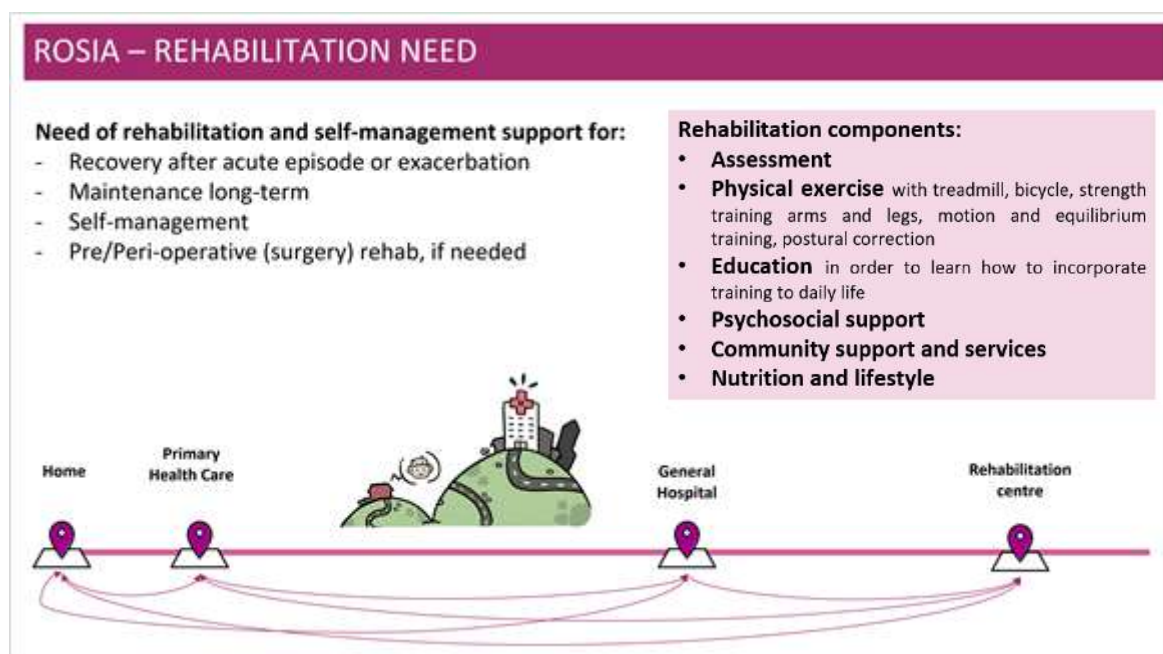 ROSIA – REHABILITATION NEED
Need of rehabilitation and self-management support for:
- Recovery after acute episode or exacerbation
- Maintenance long-term
- Self-management
- Pre/Peri-operative (surgery) rehab, if needed
Rehabilitation components:
• Assessment
• Physical exercise with treadmill, bicycle, strength
training arms and legs, motion and equilibrium
training, postural correction
• Education in order to learn how to incorporate
training to daily life
• Psychosocial support
• Community support and services
• Nutrition and lifestyle
Home
Primary
Health Care
General
Hospital
Rehabilitation
centre